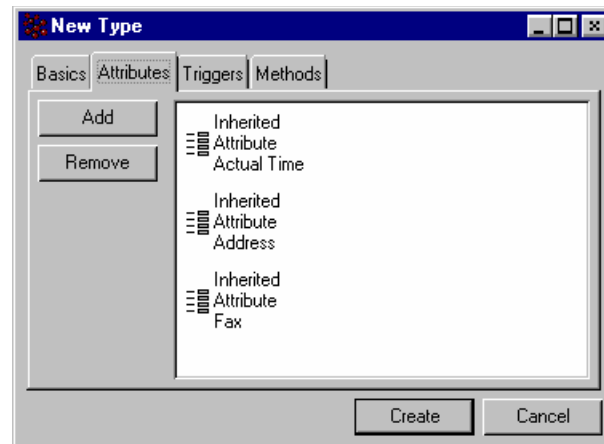 New Type
Basics Attributes Triggers Methods
Add
Remove
Inherited
Attribute
Actual Time
Inherited
Attribute
Address
Inherited
Attribute
Fax
Create Cancel